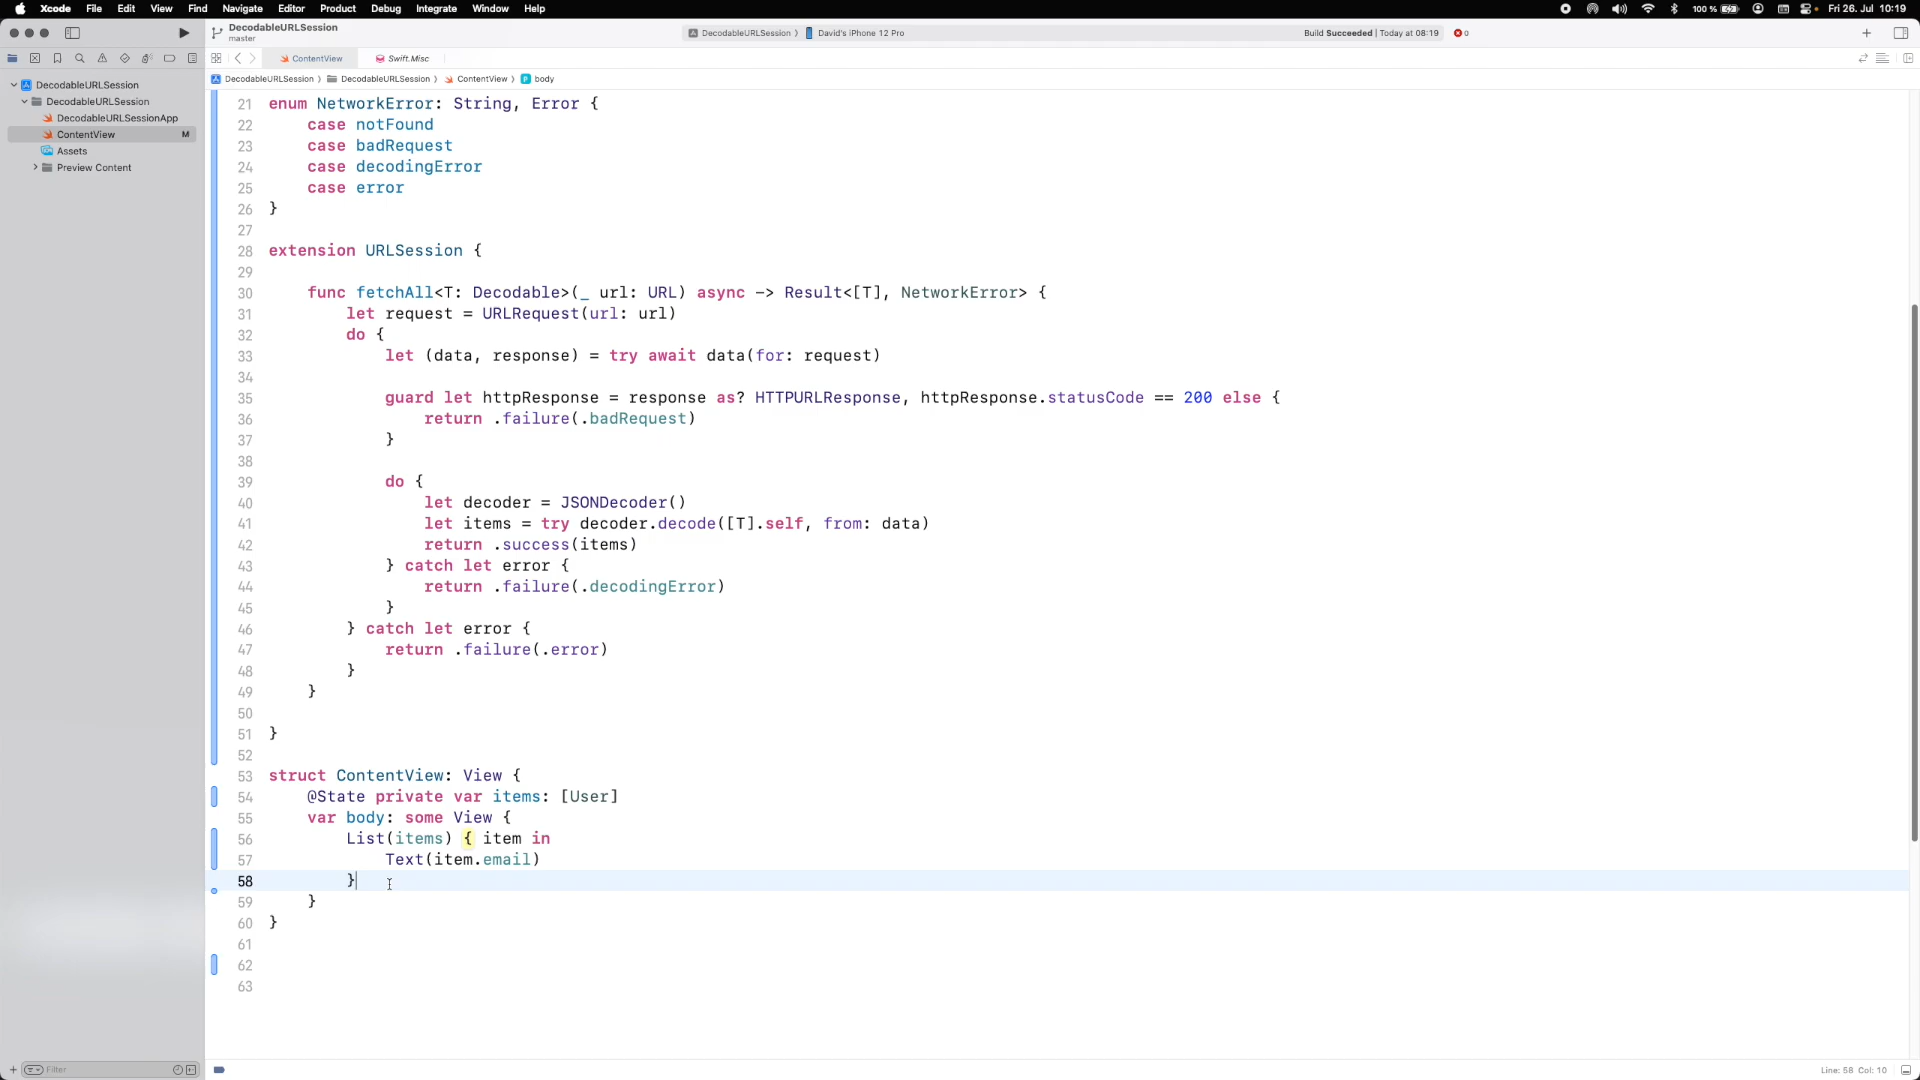 Xcode File Edit View Find Navigate Editor Product Debug Integrate Window Help 100 % Fri 26. Jul 10:19
DecodableURLSession
master
DecodableURLSession › David's iPhone 12 Pro
Build Succeeded | Today at 08:19 0
ContentView Swift.Misc
DecodableURLSession › DecodableURLSession › ContentView › P body
DecodableURLSession
DecodableURLSession
DecodableURLSessionApp
ContentView M
Assets
Preview Content
21 enum NetworkError: String, Error {
22 case notFound
23 case badRequest
24 case decodingError
25 case error
26 }
27
28 extension URLSession {
29
30 func fetchAll<T: Decodable>(_ url: URL) async -> Result<[T], NetworkError> {
31 let request = URLRequest(url: url)
32 do {
33 let (data, response) = try await data(for: request)
34
35 guard let httpResponse = response as? HTTPURLResponse, httpResponse.statusCode == 200 else {
36 return .failure(.badRequest)
37 }
38
39 do {
40 let decoder = JSONDecoder()
41 let items = try decoder.decode([T].self, from: data)
42 return .success(items)
43 } catch let error {
44 return .failure(.decodingError)
45 }
46 } catch let error {
47 return .failure(.error)
48 }
49 }
50
51 }
52
53 struct ContentView: View {
54 @State private var items: [User]
55 var body: some View {
56 List(items) { item in
57 Text(item.email)
58 }
59 }
60 }
61
62
63
Filter
Line: 58 Col: 10